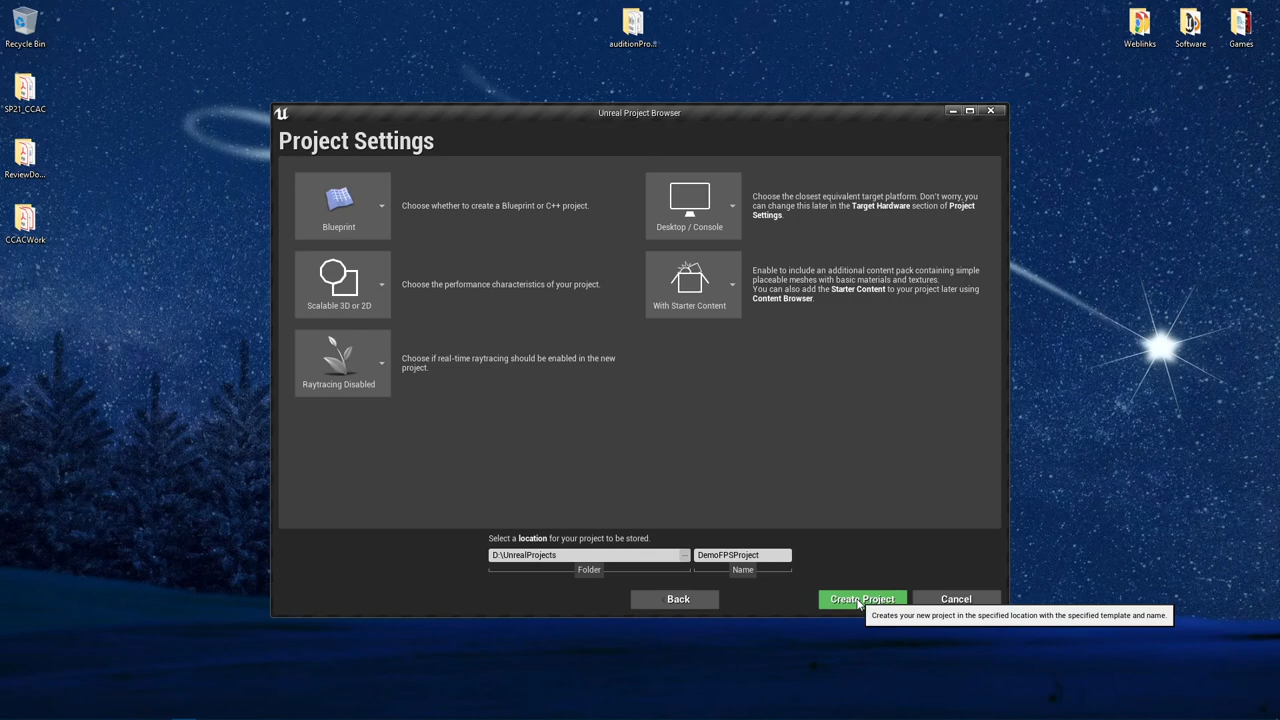 Recycle Bin
auditionPro...
Weblinks
Software
Games
SP21_CCAC
ReviewDo...
CCACWork
Unreal Project Browser
Project Settings
Blueprint
Choose whether to create a Blueprint or C++ project.
Desktop / Console
Choose the closest equivalent target platform. Don't worry, you
can change this later in the Target Hardware section of Project
Settings.
Scalable 3D or 2D
Choose the performance characteristics of your project.
With Starter Content
Enable to include an additional content pack containing simple
placeable meshes with basic materials and textures.
You can also add the Starter Content to your project later using
Content Browser.
Raytracing Disabled
Choose if real-time raytracing should be enabled in the new
project.
Select a location for your project to be stored.
D:\UnrealProjects
...
DemoFPSProject
Folder
Name
Back
Create Project
Cancel
Creates your new project in the specified location with the specified template and name.